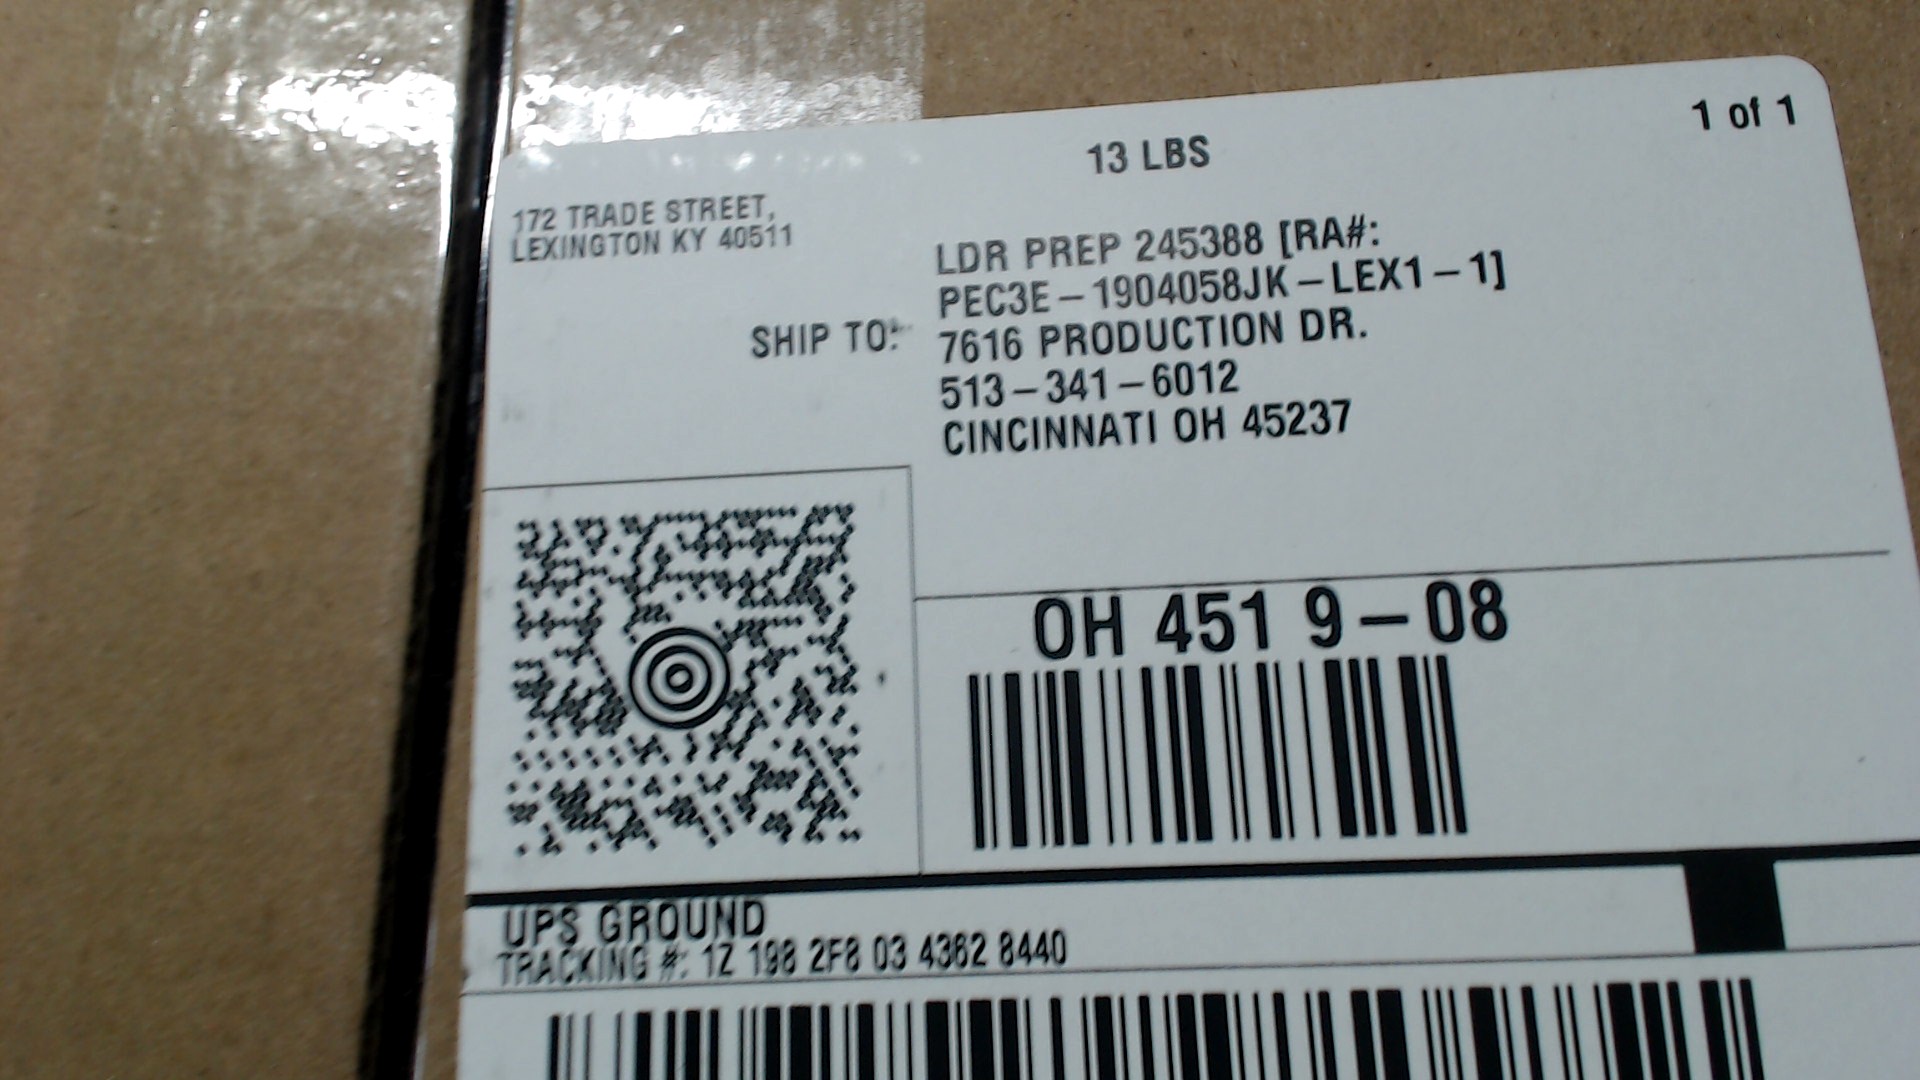 1 of 1
13 LBS
172 TRADE STREET,
LEXINGTON KY 40511
SHIP TO:
LDR PREP 245388 [RA#:
PEC3E-1904058JK-LEX1-1]
7616 PRODUCTION DR.
513-341-6012
CINCINNATI OH 45237
OH 451 9-08
UPS GROUND
TRACKING #: 1Z 198 2F8 03 4362 8440